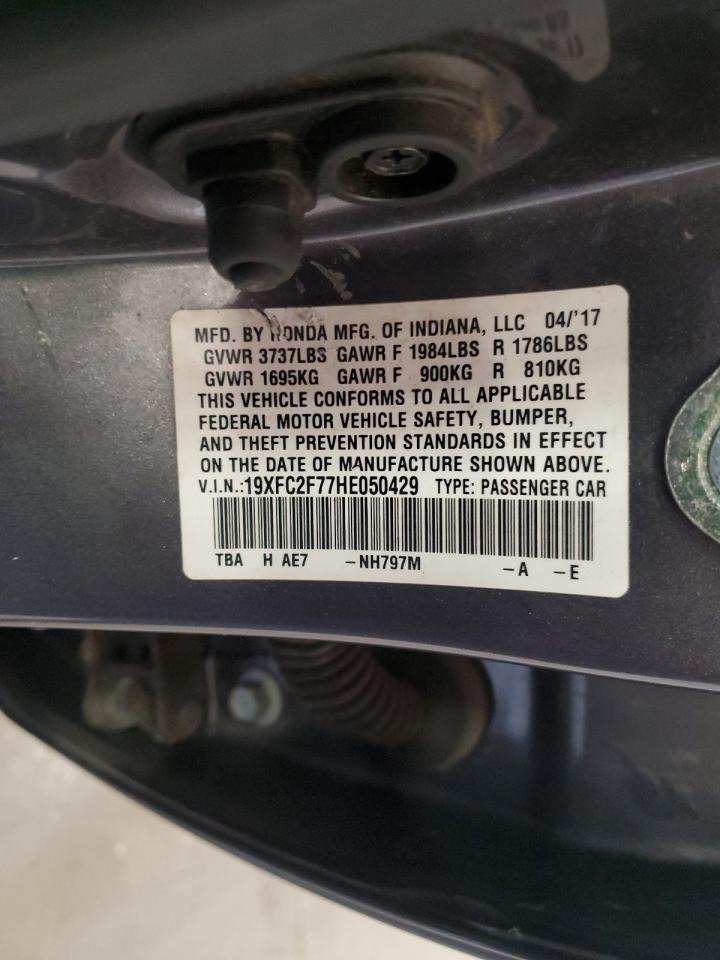 MFD. BY HONDA MFG. OF INDIANA, LLC 04/'17
GVWR 3737LBS GAWR F 1984LBS R 1786LBS
GVWR 1695KG GAWR F 900KG R 810KG
THIS VEHICLE CONFORMS TO ALL APPLICABLE
FEDERAL MOTOR VEHICLE SAFETY, BUMPER,
AND THEFT PREVENTION STANDARDS IN EFFECT
ON THE DATE OF MANUFACTURE SHOWN ABOVE.
V.I.N.:19XFC2F77HE050429 TYPE: PASSENGER CAR
TBA H AE7 -NH797M -A -E